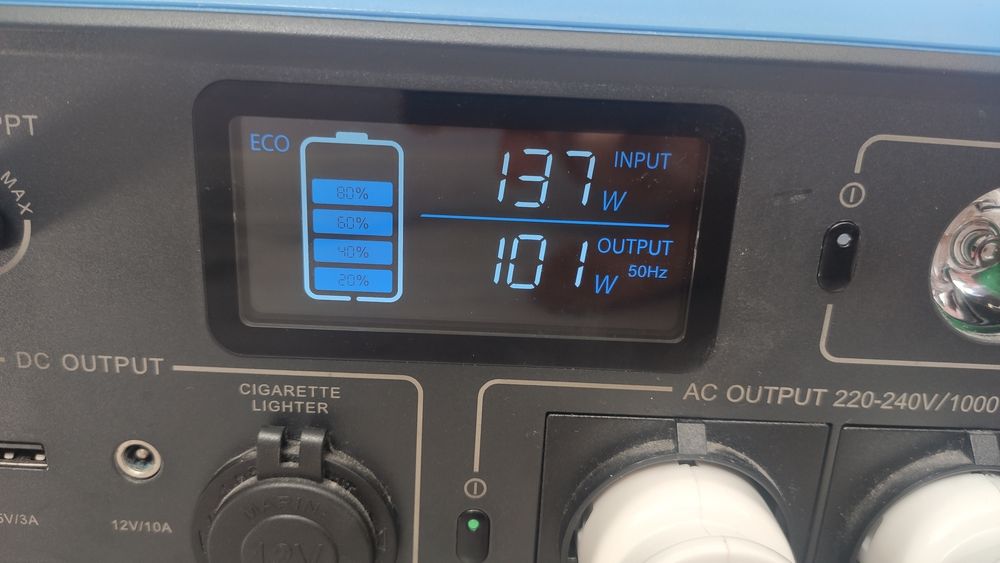 PPT
MAX
ECO
80%
60%
40%
20%
137 W INPUT
101 W OUTPUT
50Hz
DC OUTPUT
CIGARETTE
LIGHTER
5V/3A
12V/10A
12V
AC OUTPUT 220-240V/1000